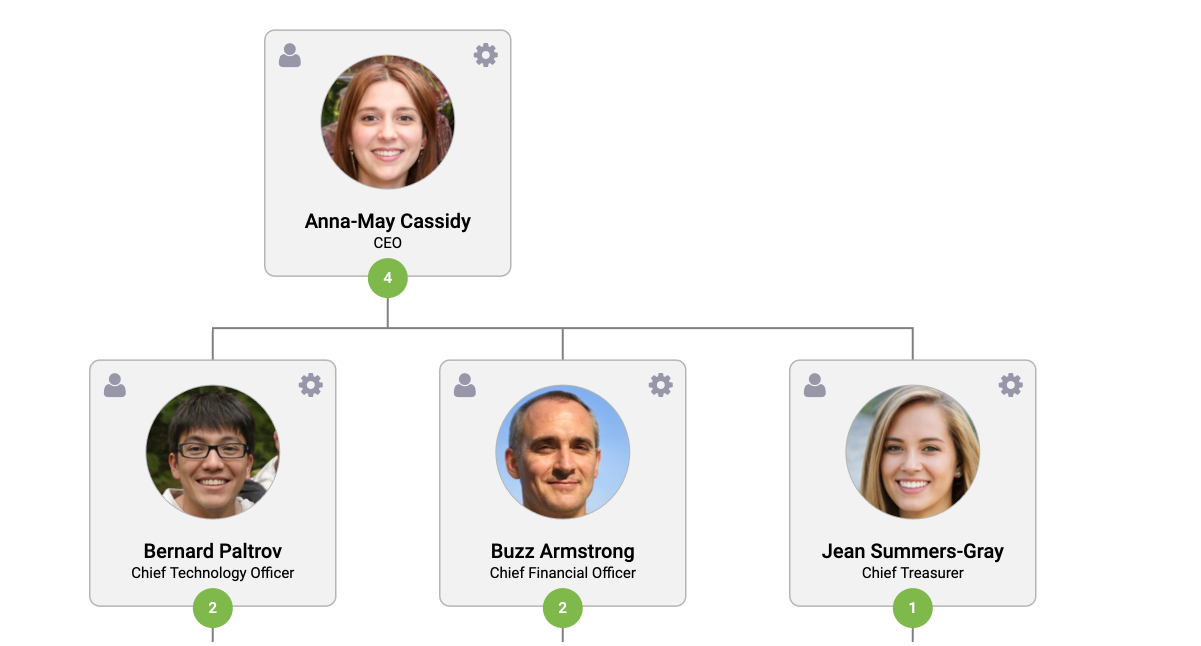 Anna-May Cassidy
CEO
4
Bernard Paltrov
Chief Technology Officer
2
Buzz Armstrong
Chief Financial Officer
2
Jean Summers-Gray
Chief Treasurer
1